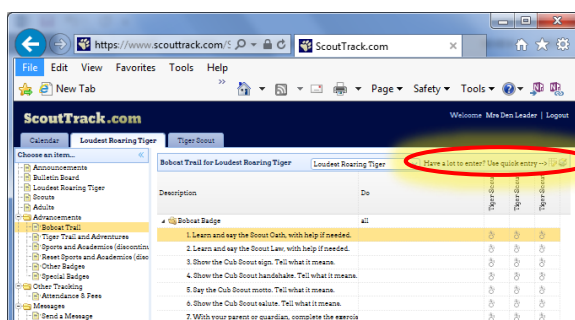 https://www.scouttrack.com/S
ScoutTrack.com
File Edit View Favorites Tools Help
New Tab
Page Safety Tools
ScoutTrack.com
Welcome Mrs Den Leader | Logout
Calendar Loudest Roaring Tiger Tiger Scout
Choose an item...
Bobcat Trail for Loudest Roaring Tiger
Loudest Roaring Tiger
Have a lot to enter? Use quick entry -->
Announcements
Bulletin Board
Loudest Roaring Tiger
Scouts
Adults
Advancements
Bobcat Trail
Tiger Trail and Adventures
Sports and Academics (discontinu
Reset Sports and Academics (disc
Other Badges
Special Badges
Other Tracking
Attendance & Fees
Messages
Send a Message
Description Do Tiger Scout Tiger Scout Tiger Scout
Bobcat Badge all
1. Learn and say the Scout Oath, with help if needed.
2. Learn and say the Scout Law, with help if needed.
3. Show the Cub Scout sign. Tell what it means.
4. Show the Cub Scout handshake. Tell what it means.
5. Say the Cub Scout motto. Tell what it means.
6. Show the Cub Scout salute. Tell what it means.
7. With your parent or guardian, complete the exercis